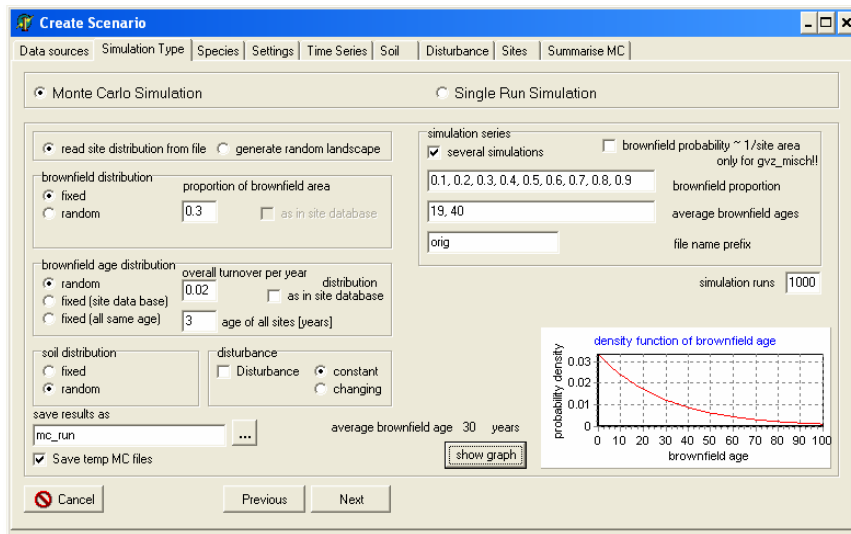 Create Scenario
Data sources Simulation Type Species Settings Time Series Soil Disturbance Sites Summarise MC
Monte Carlo Simulation Single Run Simulation
read site distribution from file generate random landscape
brownfield distribution
fixed
random
proportion of brownfield area
0.3 as in site database
brownfield age distribution
random
fixed (site data base)
fixed (all same age)
overall turnover per year
0.02
distribution
as in site database
3 age of all sites [years]
soil distribution
fixed
random
disturbance
Disturbance constant
changing
save results as
mc_run ...
Save temp MC files
simulation series
several simulations
brownfield probability ~ 1/site area
only for gvz_misch!!
0.1, 0.2, 0.3, 0.4, 0.5, 0.6, 0.7, 0.8, 0.9 brownfield proportion
19, 40 average brownfield ages
orig file name prefix
simulation runs 1000
average brownfield age 30 years
show graph
density function of brownfield age
probability density
0.03
0.02
0.01
0
0 10 20 30 40 50 60 70 80 90 100
brownfield age
Cancel Previous Next